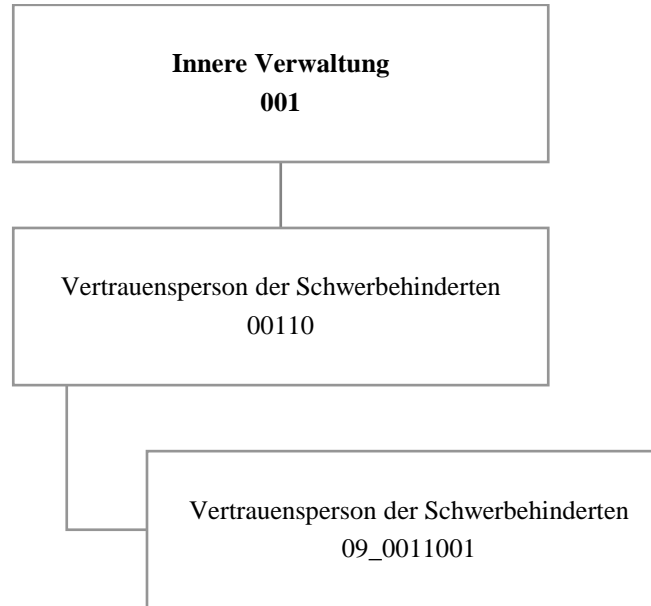 Innere Verwaltung
001
Vertrauensperson der Schwerbehinderten
00110
Vertrauensperson der Schwerbehinderten
09_0011001